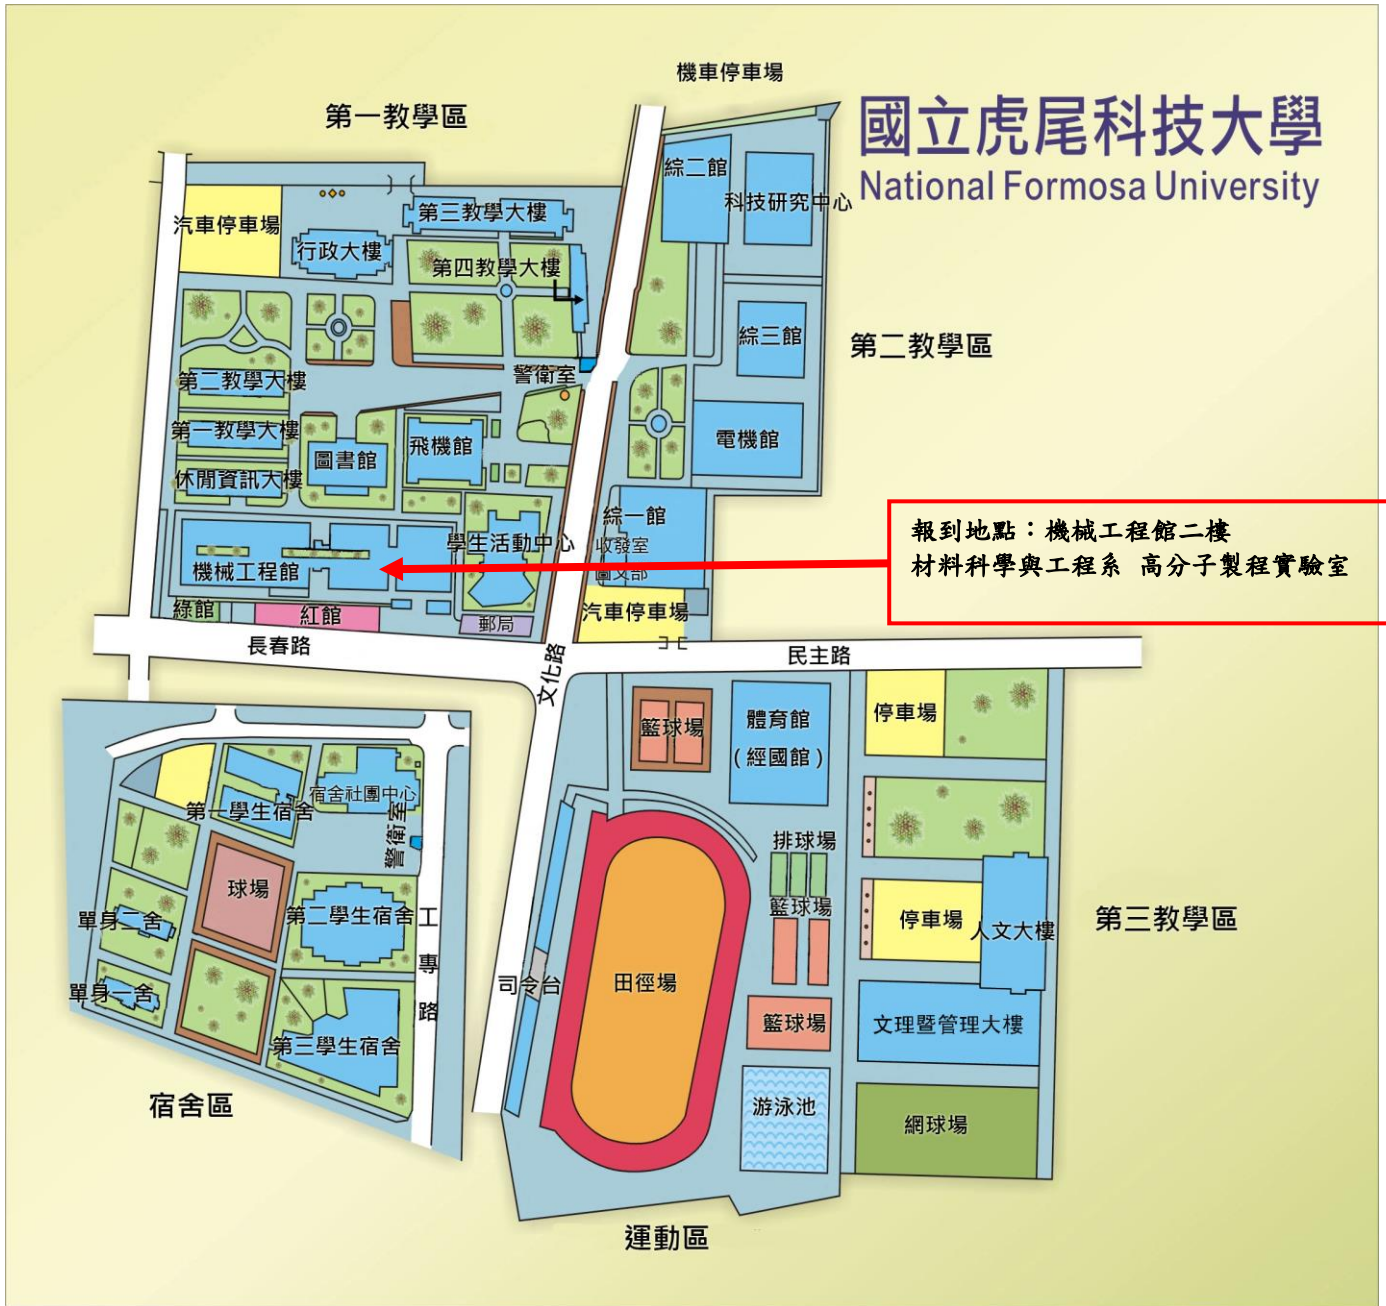 機車停車場
第一教學區
國立虎尾科技大學
National Formosa University
綜二館
科技研究中心
汽車停車場
第三教學大樓
行政大樓
第四教學大樓
綜三館
第二教學區
警衛室
第二教學大樓
第一教學大樓
圖書館
飛機館
電機館
休閒資訊大樓
綜一館
收發室
圖文部
學生活動中心
機械工程館
報到地點：機械工程館二樓
材料科學與工程系 高分子製程實驗室
綠館
紅館
郵局
汽車停車場
長春路
文化路
民主路
籃球場
體育館
(經國館)
停車場
第一學生宿舍
宿舍社團中心
警衛室
排球場
球場
籃球場
單身二舍
第二學生宿舍
工專路
停車場
人文大樓
第三教學區
單身一舍
司令台
田徑場
籃球場
文理暨管理大樓
第三學生宿舍
宿舍區
游泳池
網球場
運動區